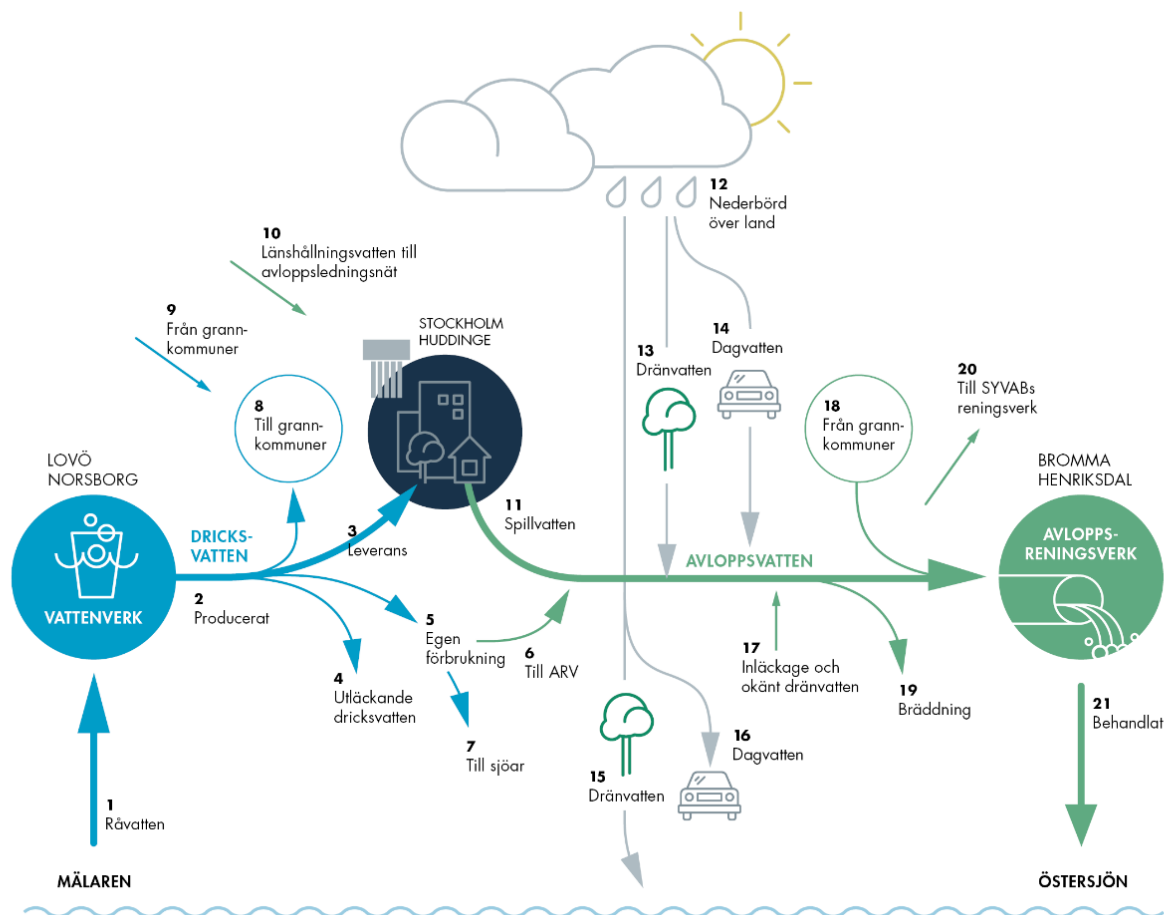 12
Nederbörd
över land
10
Länshållningsvatten till
avloppsledningsnät
9
Från grann-
kommuner
STOCKHOLM
HUDDINGE
14
Dagvatten
13
Dränvatten
20
Till SYVABs
reningsverk
8
Till grann-
kommuner
18
Från grann-
kommuner
LOVÖ
NORSBORG
BROMMA
HENRIKSDAL
11
Spillvatten
DRICKS-
VATTEN
3
Leverans
AVLOPPSVATTEN
AVLOPPS-
RENINGSVERK
VATTENVERK
2
Producerat
5
Egen
förbrukning
6
Till ARV
17
Inläckage och
okänt dränvatten
4
Utläckande
dricksvatten
19
Bräddning
21
Behandlat
7
Till sjöar
16
Dagvatten
15
Dränvatten
1
Råvatten
MÄLAREN
ÖSTERSJÖN